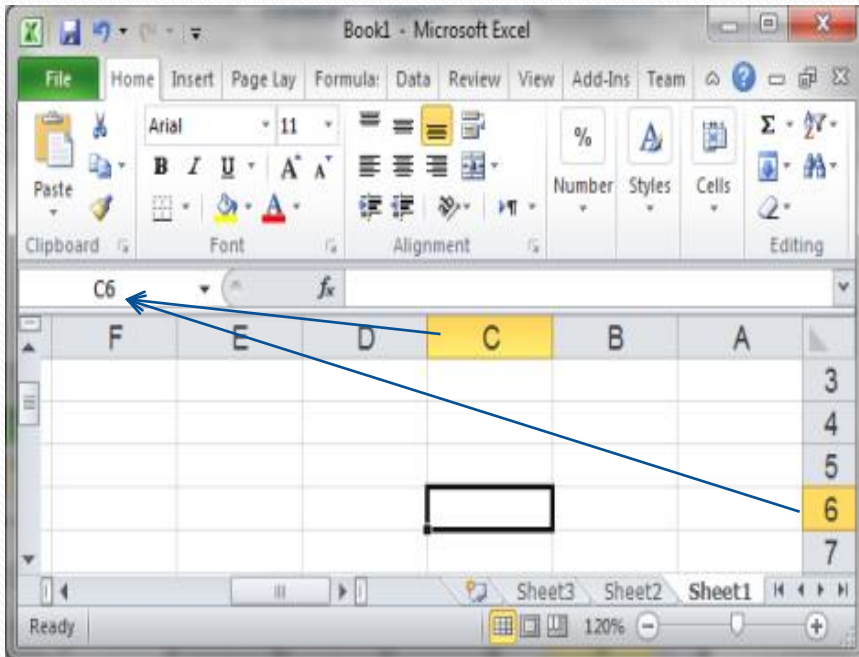 Book1 - Microsoft Excel
File Home Insert Page Lay Formula: Data Review View Add-Ins Team
Arial 11 Σ
B I U A A % A
Paste Number Styles Cells
Clipboard Font Alignment Editing
C6 fx
F E D C B A
3
4
5
6
7
Sheet3 Sheet2 Sheet1
Ready 120%